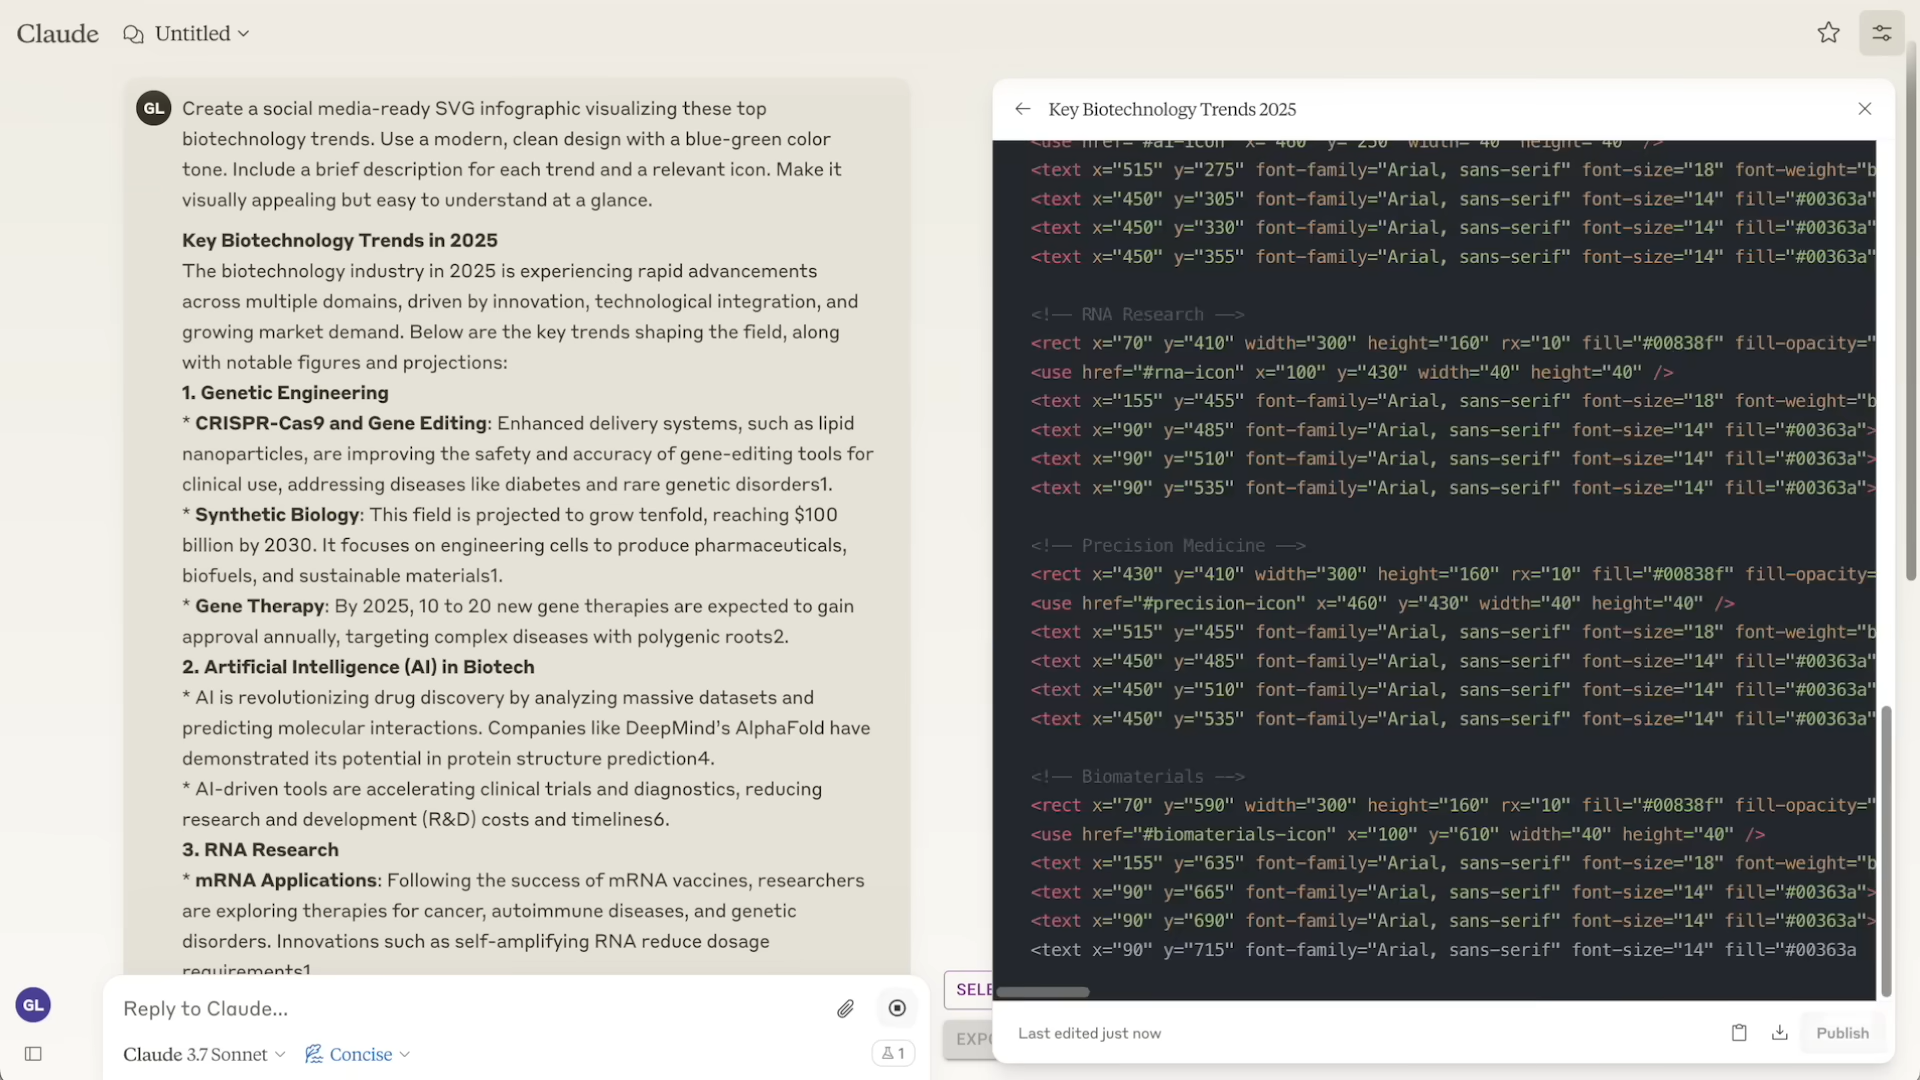 Claude
Untitled
GL
Create a social media-ready SVG infographic visualizing these top
biotechnology trends. Use a modern, clean design with a blue-green color
tone. Include a brief description for each trend and a relevant icon. Make it
visually appealing but easy to understand at a glance.
Key Biotechnology Trends in 2025
The biotechnology industry in 2025 is experiencing rapid advancements
across multiple domains, driven by innovation, technological integration, and
growing market demand. Below are the key trends shaping the field, along
with notable figures and projections:
1. Genetic Engineering
* CRISPR-Cas9 and Gene Editing: Enhanced delivery systems, such as lipid
nanoparticles, are improving the safety and accuracy of gene-editing tools for
clinical use, addressing diseases like diabetes and rare genetic disorders1.
* Synthetic Biology: This field is projected to grow tenfold, reaching $100
billion by 2030. It focuses on engineering cells to produce pharmaceuticals,
biofuels, and sustainable materials1.
* Gene Therapy: By 2025, 10 to 20 new gene therapies are expected to gain
approval annually, targeting complex diseases with polygenic roots2.
2. Artificial Intelligence (AI) in Biotech
* AI is revolutionizing drug discovery by analyzing massive datasets and
predicting molecular interactions. Companies like DeepMind's AlphaFold have
demonstrated its potential in protein structure prediction4.
* AI-driven tools are accelerating clinical trials and diagnostics, reducing
research and development (R&D) costs and timelines6.
3. RNA Research
* mRNA Applications: Following the success of mRNA vaccines, researchers
are exploring therapies for cancer, autoimmune diseases, and genetic
disorders. Innovations such as self-amplifying RNA reduce dosage
requirements1
GL
Reply to Claude...
Claude 3.7 Sonnet
Concise
1
SELE
EXPO
Key Biotechnology Trends 2025
<use href="#ai-icon" x="460" y="250" width="40" height="40" />
<text x="515" y="275" font-family="Arial, sans-serif" font-size="18" font-weight="b
<text x="450" y="305" font-family="Arial, sans-serif" font-size="14" fill="#00363a"
<text x="450" y="330" font-family="Arial, sans-serif" font-size="14" fill="#00363a"
<text x="450" y="355" font-family="Arial, sans-serif" font-size="14" fill="#00363a"
<!-- RNA Research -->
<rect x="70" y="410" width="300" height="160" rx="10" fill="#00838f" fill-opacity="
<use href="#rna-icon" x="100" y="430" width="40" height="40" />
<text x="155" y="455" font-family="Arial, sans-serif" font-size="18" font-weight="b
<text x="90" y="485" font-family="Arial, sans-serif" font-size="14" fill="#00363a">
<text x="90" y="510" font-family="Arial, sans-serif" font-size="14" fill="#00363a">
<text x="90" y="535" font-family="Arial, sans-serif" font-size="14" fill="#00363a">
<!-- Precision Medicine -->
<rect x="430" y="410" width="300" height="160" rx="10" fill="#00838f" fill-opacity=
<use href="#precision-icon" x="460" y="430" width="40" height="40" />
<text x="515" y="455" font-family="Arial, sans-serif" font-size="18" font-weight="b
<text x="450" y="485" font-family="Arial, sans-serif" font-size="14" fill="#00363a"
<text x="450" y="510" font-family="Arial, sans-serif" font-size="14" fill="#00363a"
<text x="450" y="535" font-family="Arial, sans-serif" font-size="14" fill="#00363a"
<!-- Biomaterials -->
<rect x="70" y="590" width="300" height="160" rx="10" fill="#00838f" fill-opacity="
<use href="#biomaterials-icon" x="100" y="610" width="40" height="40" />
<text x="155" y="635" font-family="Arial, sans-serif" font-size="18" font-weight="b
<text x="90" y="665" font-family="Arial, sans-serif" font-size="14" fill="#00363a">
<text x="90" y="690" font-family="Arial, sans-serif" font-size="14" fill="#00363a">
<text x="90" y="715" font-family="Arial, sans-serif" font-size="14" fill="#00363a
Last edited just now
Publish